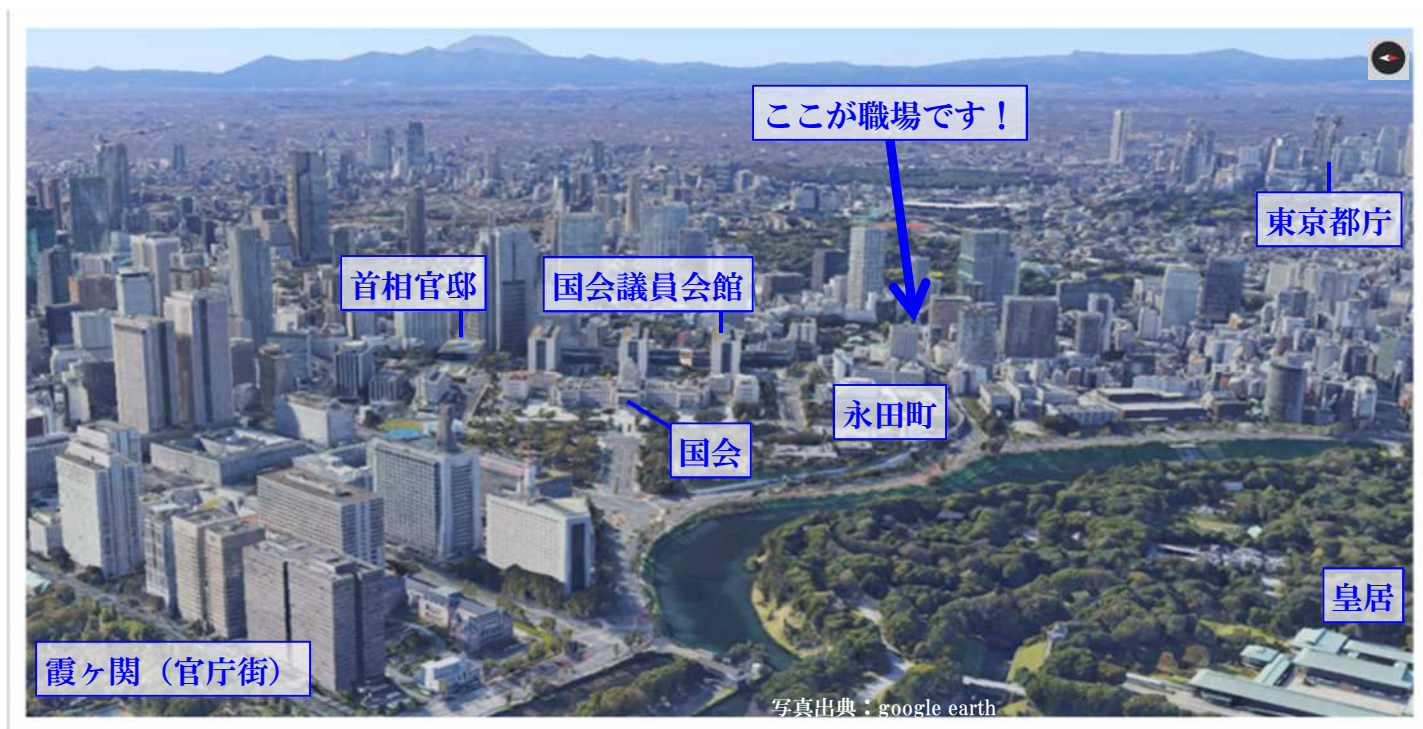 ここが職場です！
東京都庁
首相官邸
国会議員会館
永田町
国会
皇居
霞ヶ関（官庁街）
写真出典：google earth